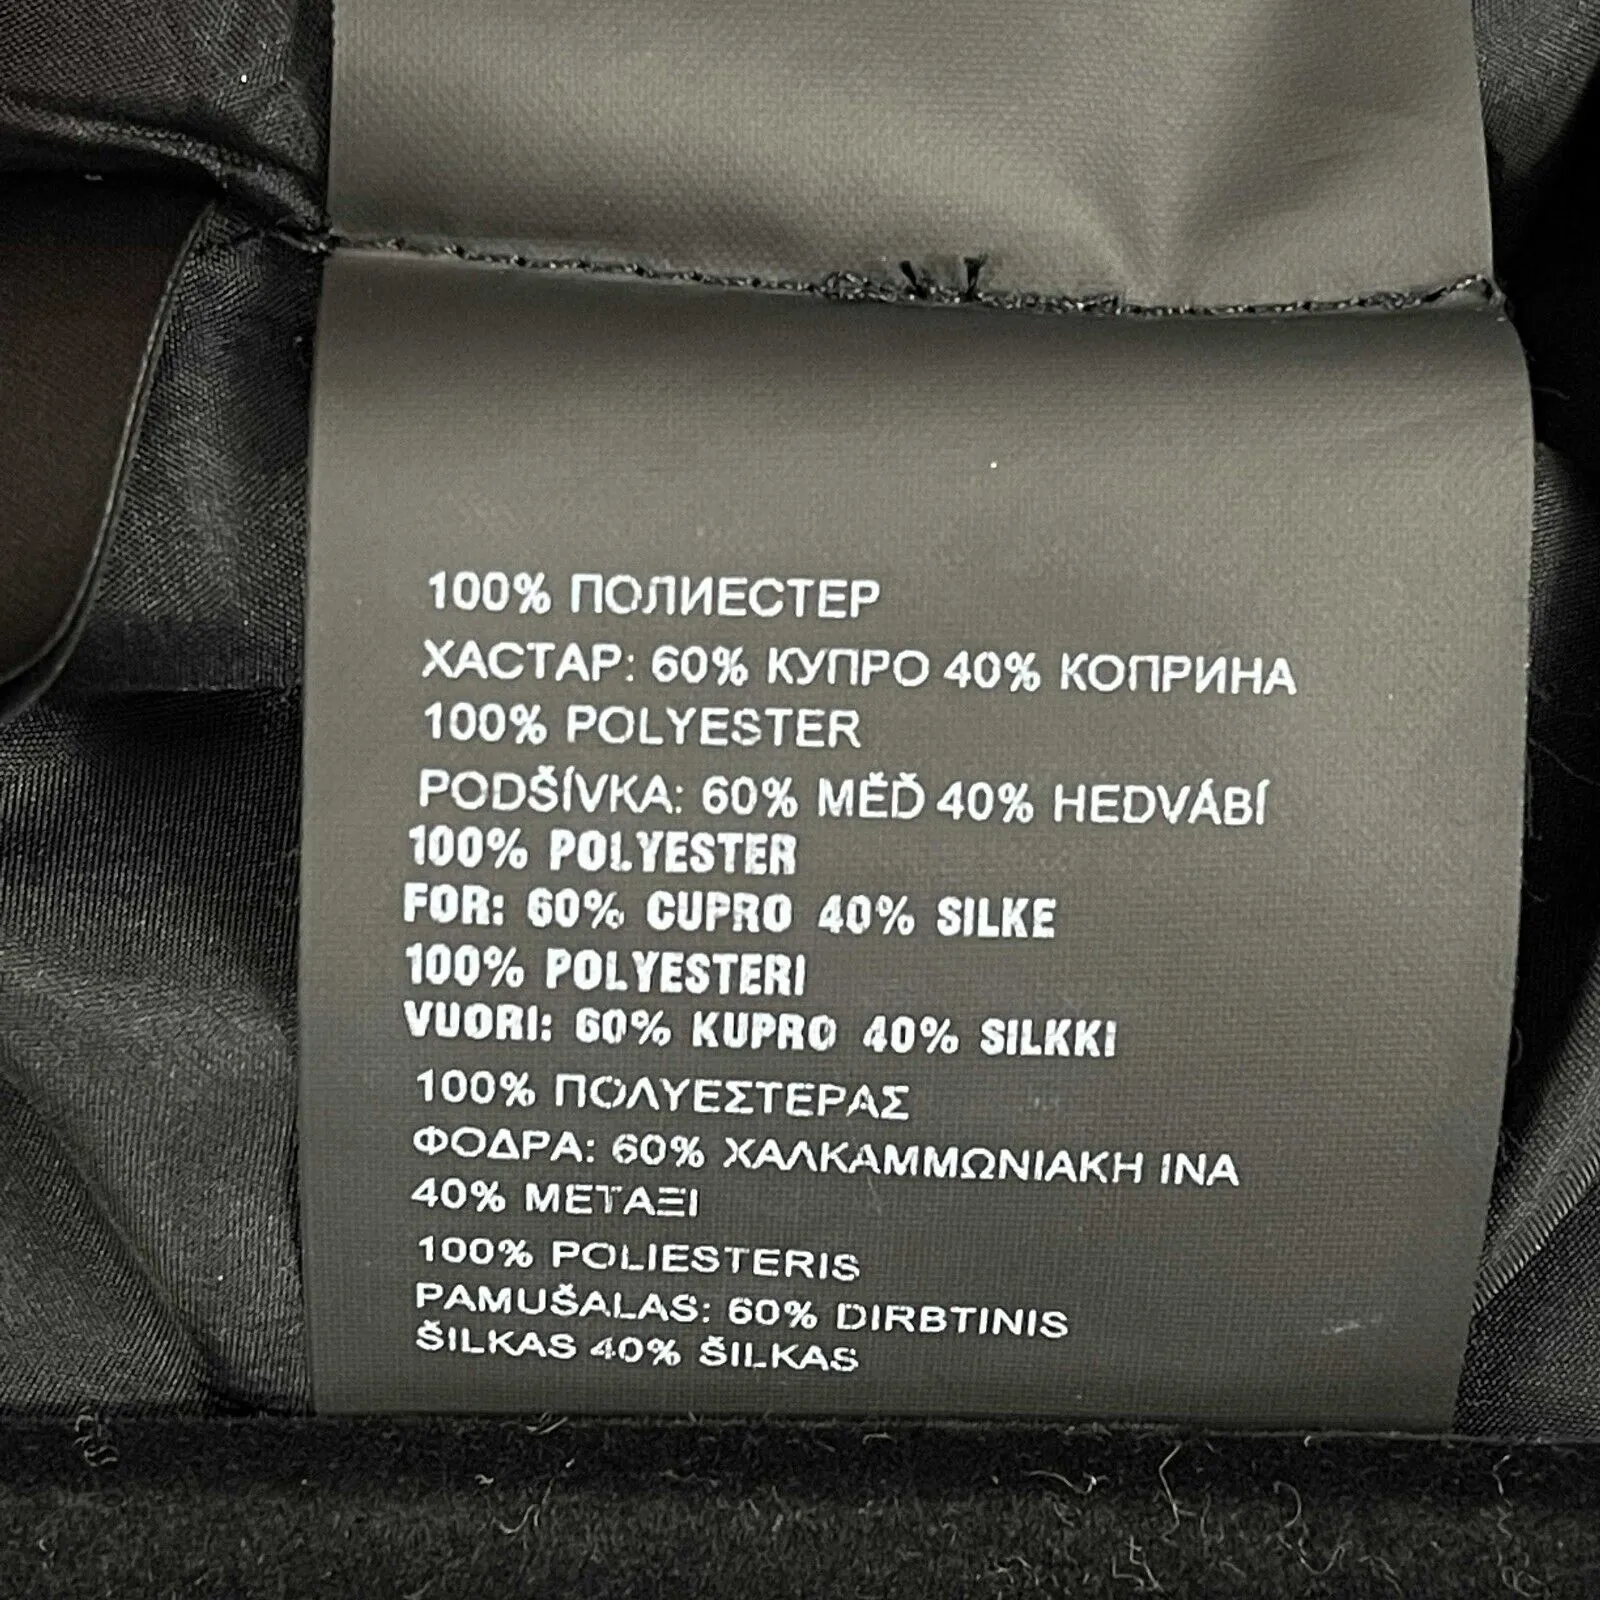 100% ПОЛИЕСТЕР
ХАСТАР: 60% КУПРО 40% КОПРИНА
100% POLYESTER
PODŠÍVKA: 60% MĚĎ 40% HEDVÁBÍ
100% POLYESTER
FOR: 60% CUPRO 40% SILKE
100% POLYESTERI
VUORI: 60% KUPRO 40% SILKKI
100% ΠΟΛΥΕΣΤΕΡΑΣ
ΦΟΔΡΑ: 60% ΧΑΛΚΑΜΜΩΝΙΑΚΗ ΙΝΑ
40% ΜΕΤΑΞΙ
100% POLIESTERIS
PAMUŠALAS: 60% DIRBTINIS
ŠILKAS 40% ŠILKAS